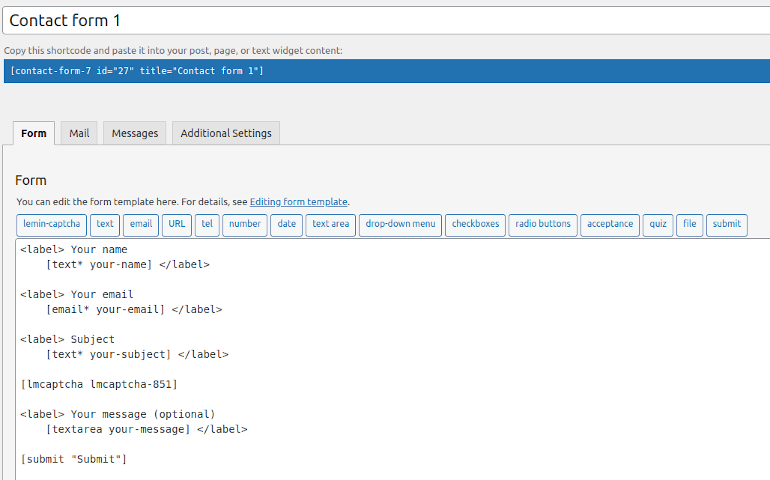 Contact form 1
Copy this shortcode and paste it into your post, page, or text widget content:
[contact-form-7 id="27" title="Contact form 1"]
Form Mail Messages Additional Settings
Form
You can edit the form template here. For details, see Editing form template.
lemin-captcha text email URL tel number date text area drop-down menu checkboxes radio buttons acceptance quiz file submit
<label> Your name
[text* your-name] </label>
<label> Your email
[email* your-email] </label>
<label> Subject
[text* your-subject] </label>
[lmcaptcha lmcaptcha-851]
<label> Your message (optional)
[textarea your-message] </label>
[submit "Submit"]